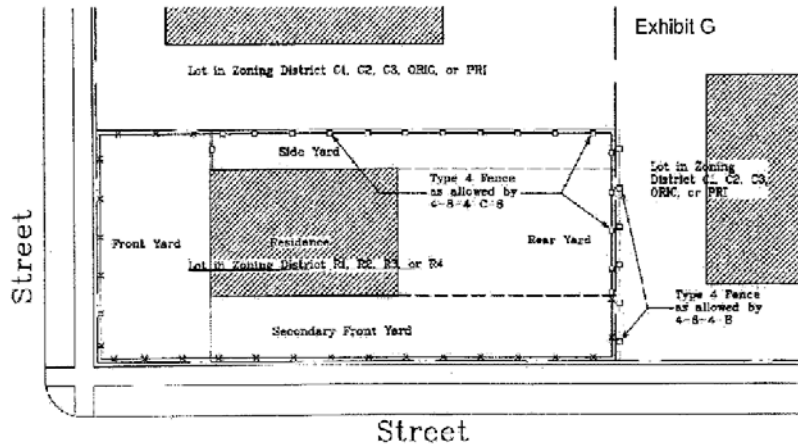 Exhibit G
Lot in Zoning District C1, C2, C3, ORIC, or PRI
Side Yard
Type 4 Fence
as allowed by
4-8-4 C-8
Lot in Zoning
District C1, C2, C3,
ORIC, or PRI
Front Yard
Residence
Rear Yard
Lot in Zoning District R1, R2, R3, or R4
Type 4 Fence
as allowed by
4-8-4-B
Secondary Front Yard
Street
Street